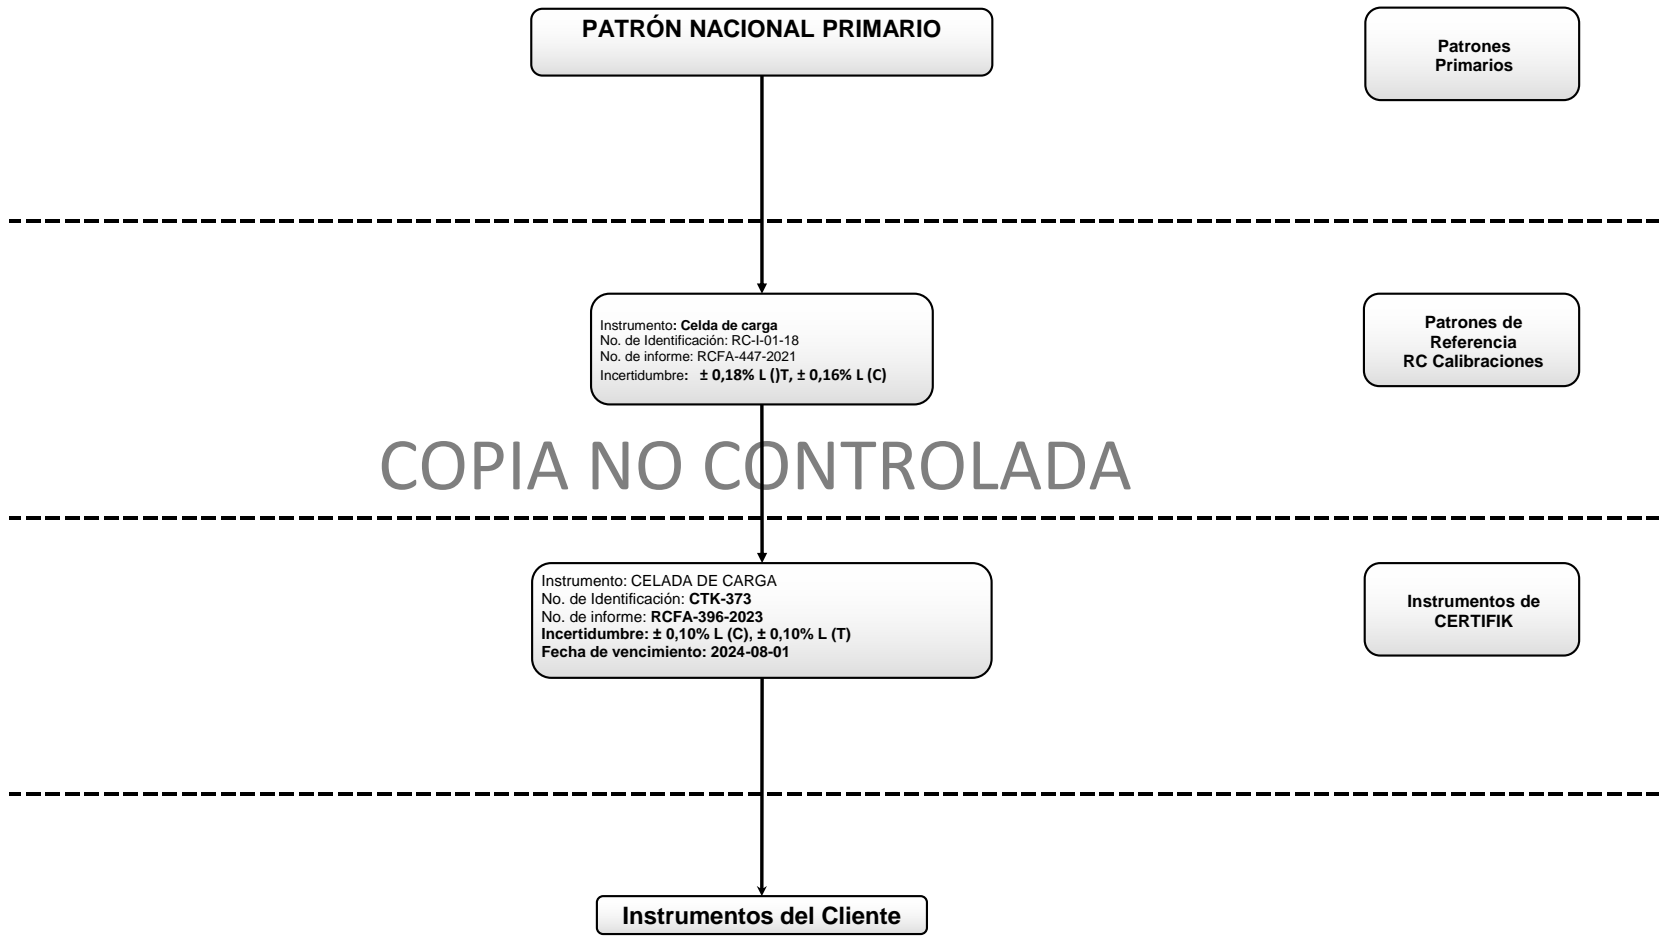 PATRÓN NACIONAL PRIMARIO
Patrones
Primarios
Instrumento: Celda de carga
No. de Identificación: RC-I-01-18
No. de informe: RCFA-447-2021
Incertidumbre: ± 0,18% L ()T, ± 0,16% L (C)
Patrones de
Referencia
RC Calibraciones
COPIA NO CONTROLADA
Instrumento: CELADA DE CARGA
No. de Identificación: CTK-373
No. de informe: RCFA-396-2023
Incertidumbre: ± 0,10% L (C), ± 0,10% L (T)
Fecha de vencimiento: 2024-08-01
Instrumentos de
CERTIFIK
Instrumentos del Cliente